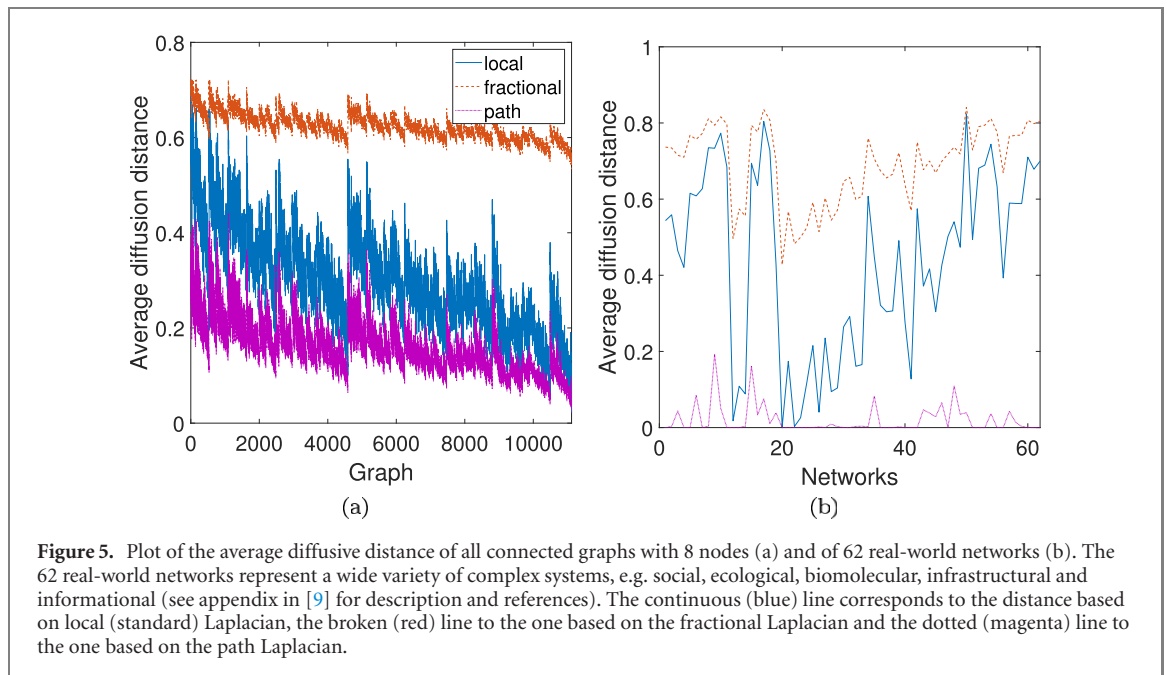 0.8
0.6
0.4
0.2
0
Average diffusion distance
0 2000 4000 6000 8000 10000
Graph
local
fractional
path
(a)
1
0.8
0.6
0.4
0.2
0
Average diffusion distance
0 20 40 60
Networks
(b)
Figure 5. Plot of the average diffusive distance of all connected graphs with 8 nodes (a) and of 62 real-world networks (b). The
62 real-world networks represent a wide variety of complex systems, e.g. social, ecological, biomolecular, infrastructural and
informational (see appendix in [9] for description and references). The continuous (blue) line corresponds to the distance based
on local (standard) Laplacian, the broken (red) line to the one based on the fractional Laplacian and the dotted (magenta) line to
the one based on the path Laplacian.